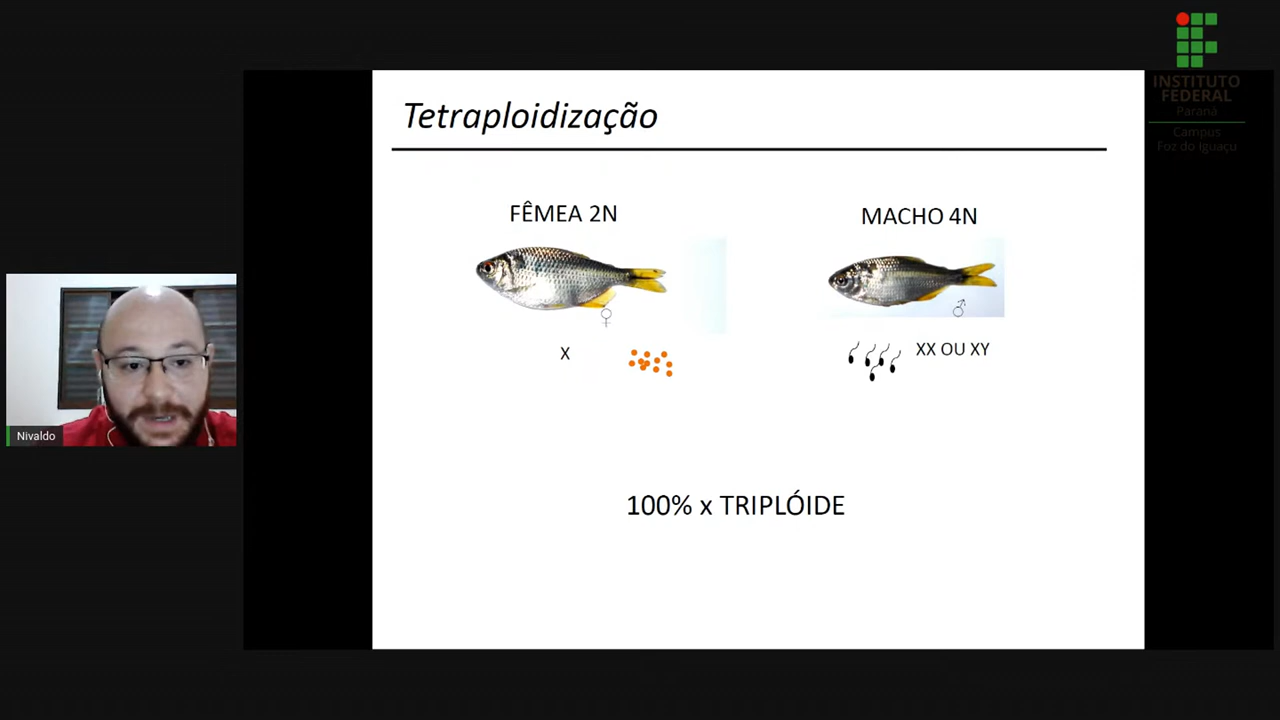 INSTITUTO
FEDERAL
Paraná
Campus
Foz do Iguaçu
Tetraploidização
FÊMEA 2N
MACHO 4N
♀
♂
X
XX OU XY
Nivaldo
100% x TRIPLÓIDE